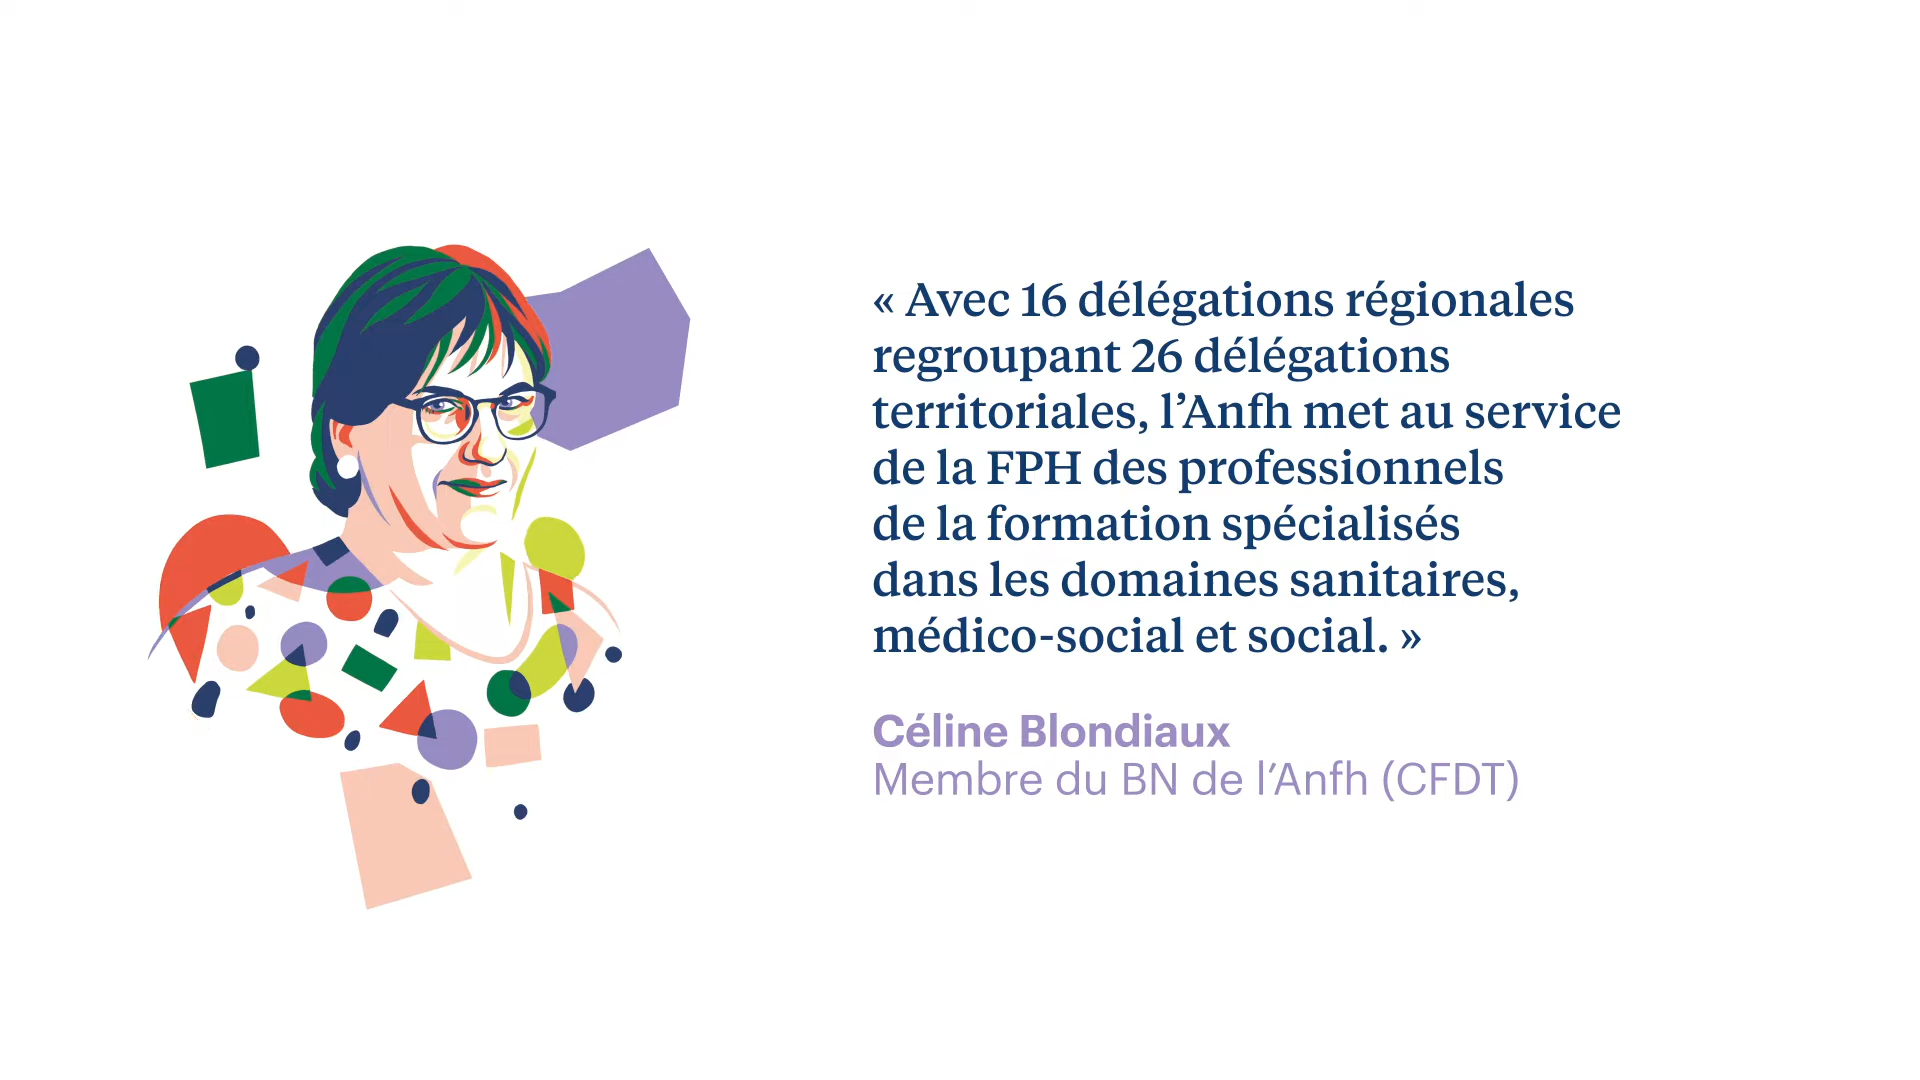 « Avec 16 délégations régionales
regroupant 26 délégations
territoriales, l’Anfh met au service
de la FPH des professionnels
de la formation spécialisés
dans les domaines sanitaires,
médico-social et social. »
Céline Blondiaux
Membre du BN de l’Anfh (CFDT)